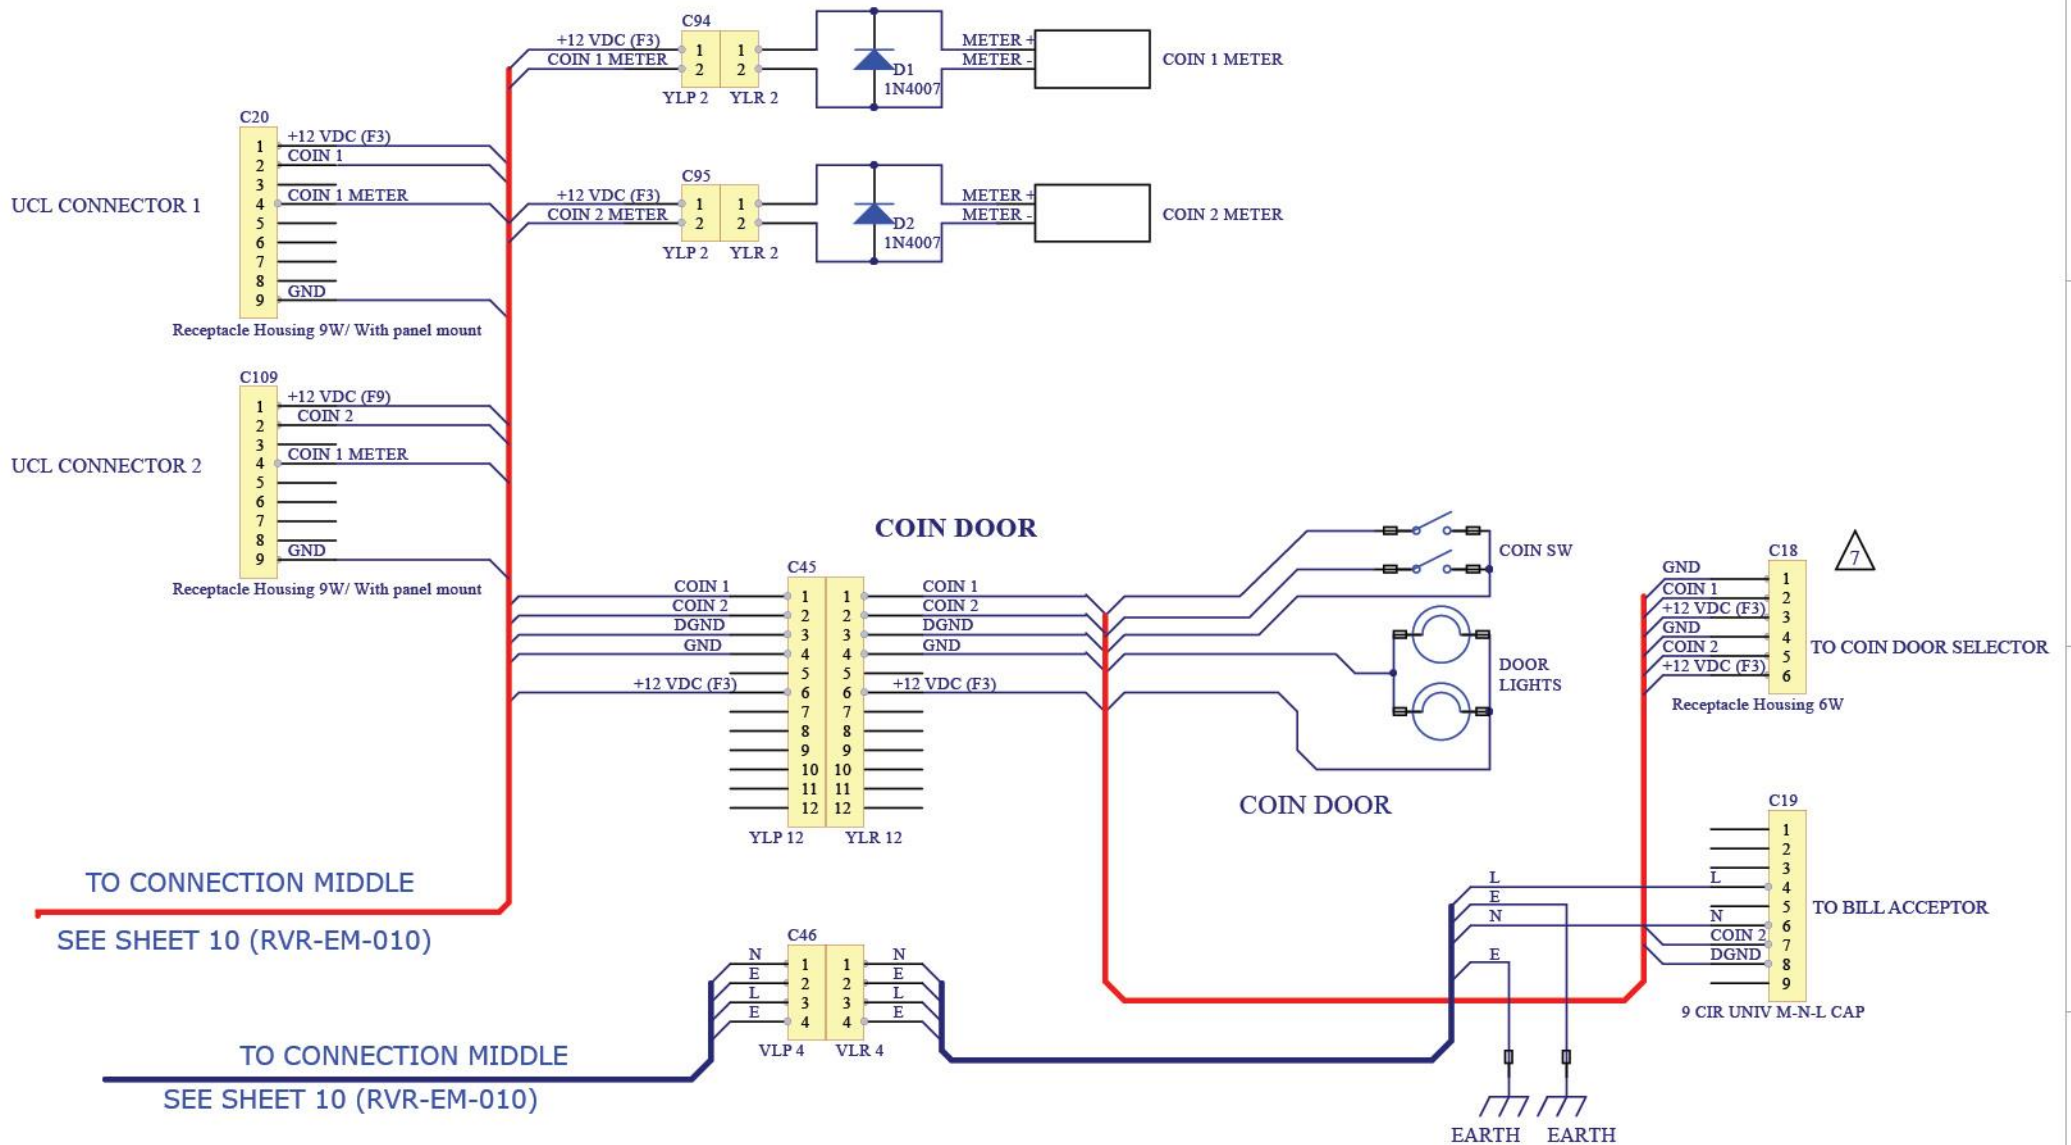 C94
+12 VDC (F3)
COIN 1 METER
1 1
2 2
YLP 2 YLR 2
D1
1N4007
METER +
METER -
COIN 1 METER
C20
UCL CONNECTOR 1
1 +12 VDC (F3)
2 COIN 1
3
4 COIN 1 METER
5
6
7
8
9 GND
Receptacle Housing 9W/ With panel mount
C95
+12 VDC (F3)
COIN 2 METER
1 1
2 2
YLP 2 YLR 2
D2
1N4007
METER +
METER -
COIN 2 METER
C109
UCL CONNECTOR 2
1 +12 VDC (F9)
2 COIN 2
3
4 COIN 1 METER
5
6
7
8
9 GND
Receptacle Housing 9W/ With panel mount
COIN DOOR
C45
COIN 1 1 1 COIN 1
COIN 2 2 2 COIN 2
DGND 3 3 DGND
GND 4 4 GND
5 5
+12 VDC (F3) 6 6 +12 VDC (F3)
7 7
8 8
9 9
10 10
11 11
12 12
YLP 12 YLR 12
COIN SW
DOOR
LIGHTS
COIN DOOR
C18
7
GND 1
COIN 1 2
+12 VDC (F3) 3
GND 4
COIN 2 5
+12 VDC (F3) 6
TO COIN DOOR SELECTOR
Receptacle Housing 6W
C19
1
2
3
L L 4
E 5
N N 6
COIN 2 7
E DGND 8
9
TO BILL ACCEPTOR
9 CIR UNIV M-N-L CAP
TO CONNECTION MIDDLE
SEE SHEET 10 (RVR-EM-010)
C46
N 1 1 N
E 2 2 E
L 3 3 L
E 4 4 E
VLP 4 VLR 4
TO CONNECTION MIDDLE
SEE SHEET 10 (RVR-EM-010)
EARTH EARTH